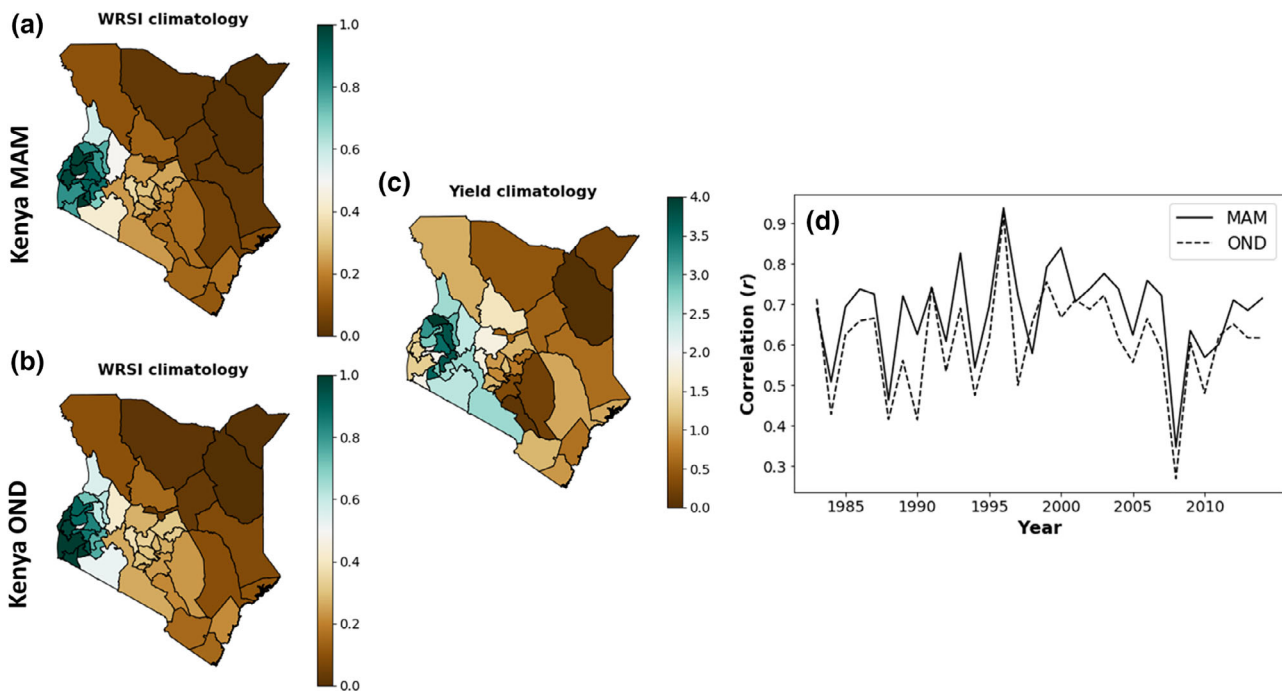 (a)
WRSI climatology
1.0
0.8
0.6
0.4
0.2
0.0
Kenya MAM
(b)
WRSI climatology
1.0
0.8
0.6
0.4
0.2
0.0
Kenya OND
(c)
Yield climatology
4.0
3.5
3.0
2.5
2.0
1.5
1.0
0.5
0.0
(d)
MAM
OND
0.9
0.8
0.7
0.6
0.5
0.4
0.3
Correlation (r)
1985
1990
1995
2000
2005
2010
Year